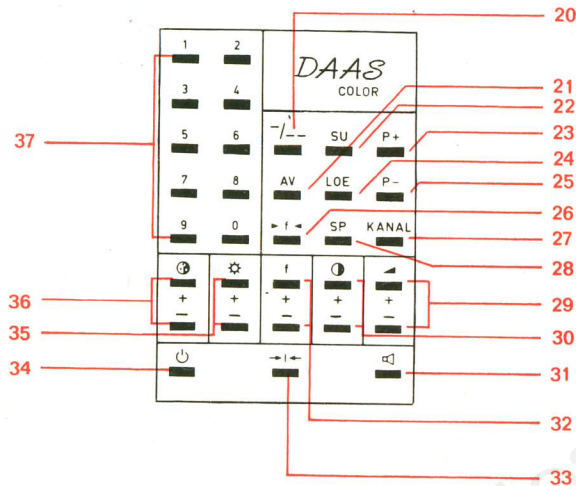 20
1 2
DAAS
COLOR
3 4
21
-/-- SU P+
22
5 6
23
37
24
AV LOE P-
7 8
25
► f ◄ SP KANAL
26
9 0
27
28
f
36
+ + + + +
29
- - - - -
35
30
34
→I←
31
32
33